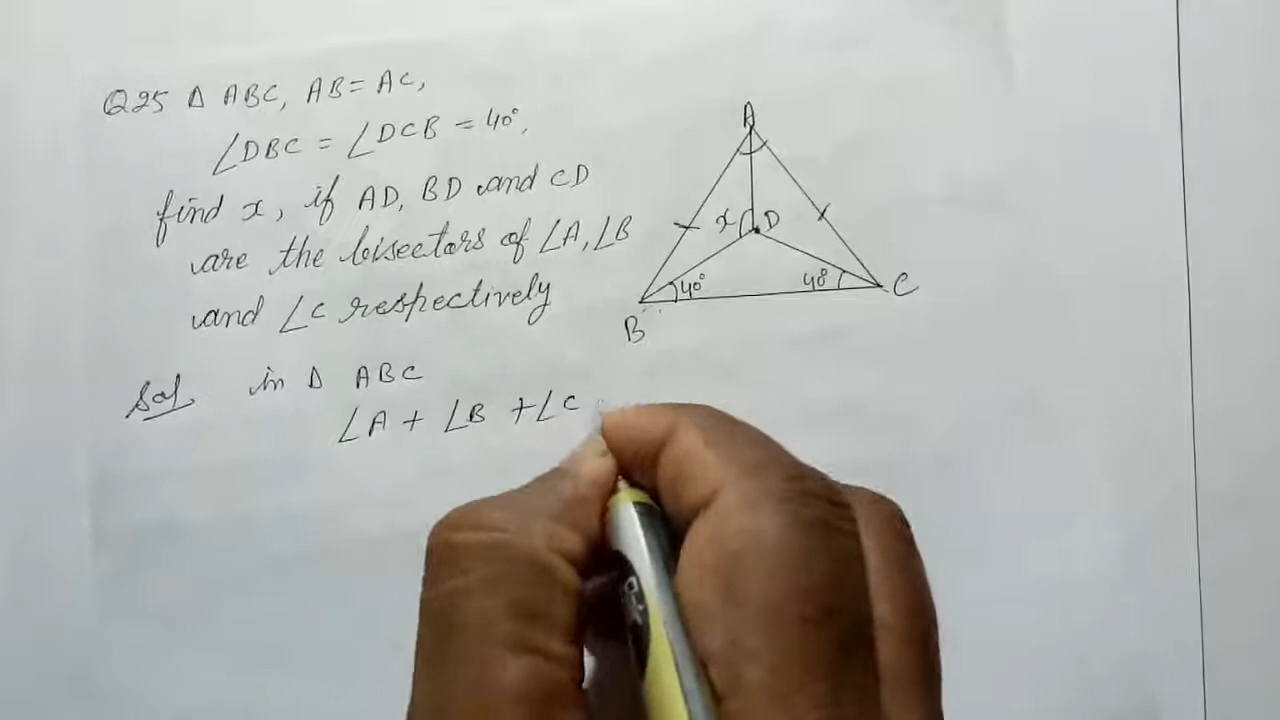 Q25 Δ ABC, AB = AC,
∠DBC = ∠DCB = 40°,
find x, if AD, BD and CD
are the bisectors of ∠A, ∠B
and ∠C respectively
Sol in Δ ABC
∠A + ∠B + ∠C
A
x D
40° 40°
B C